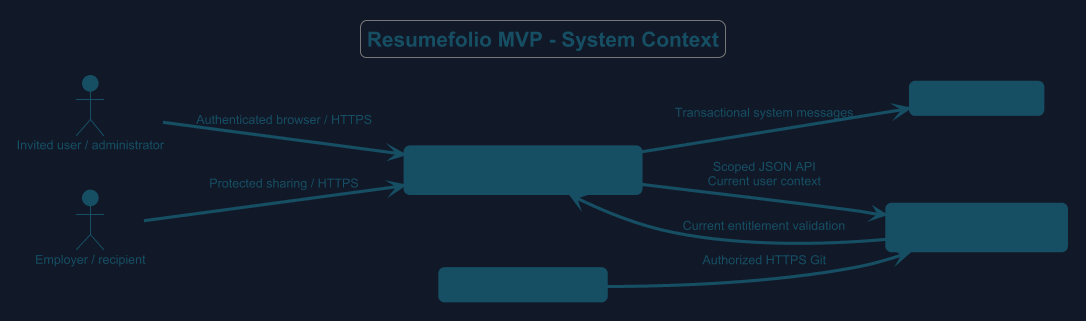 Resumefolio MVP - System Context
Authenticated browser / HTTPS
Transactional system messages
Invited user / administrator
Scoped JSON API
Current user context
Protected sharing / HTTPS
Current entitlement validation
Employer / recipient
Authorized HTTPS Git